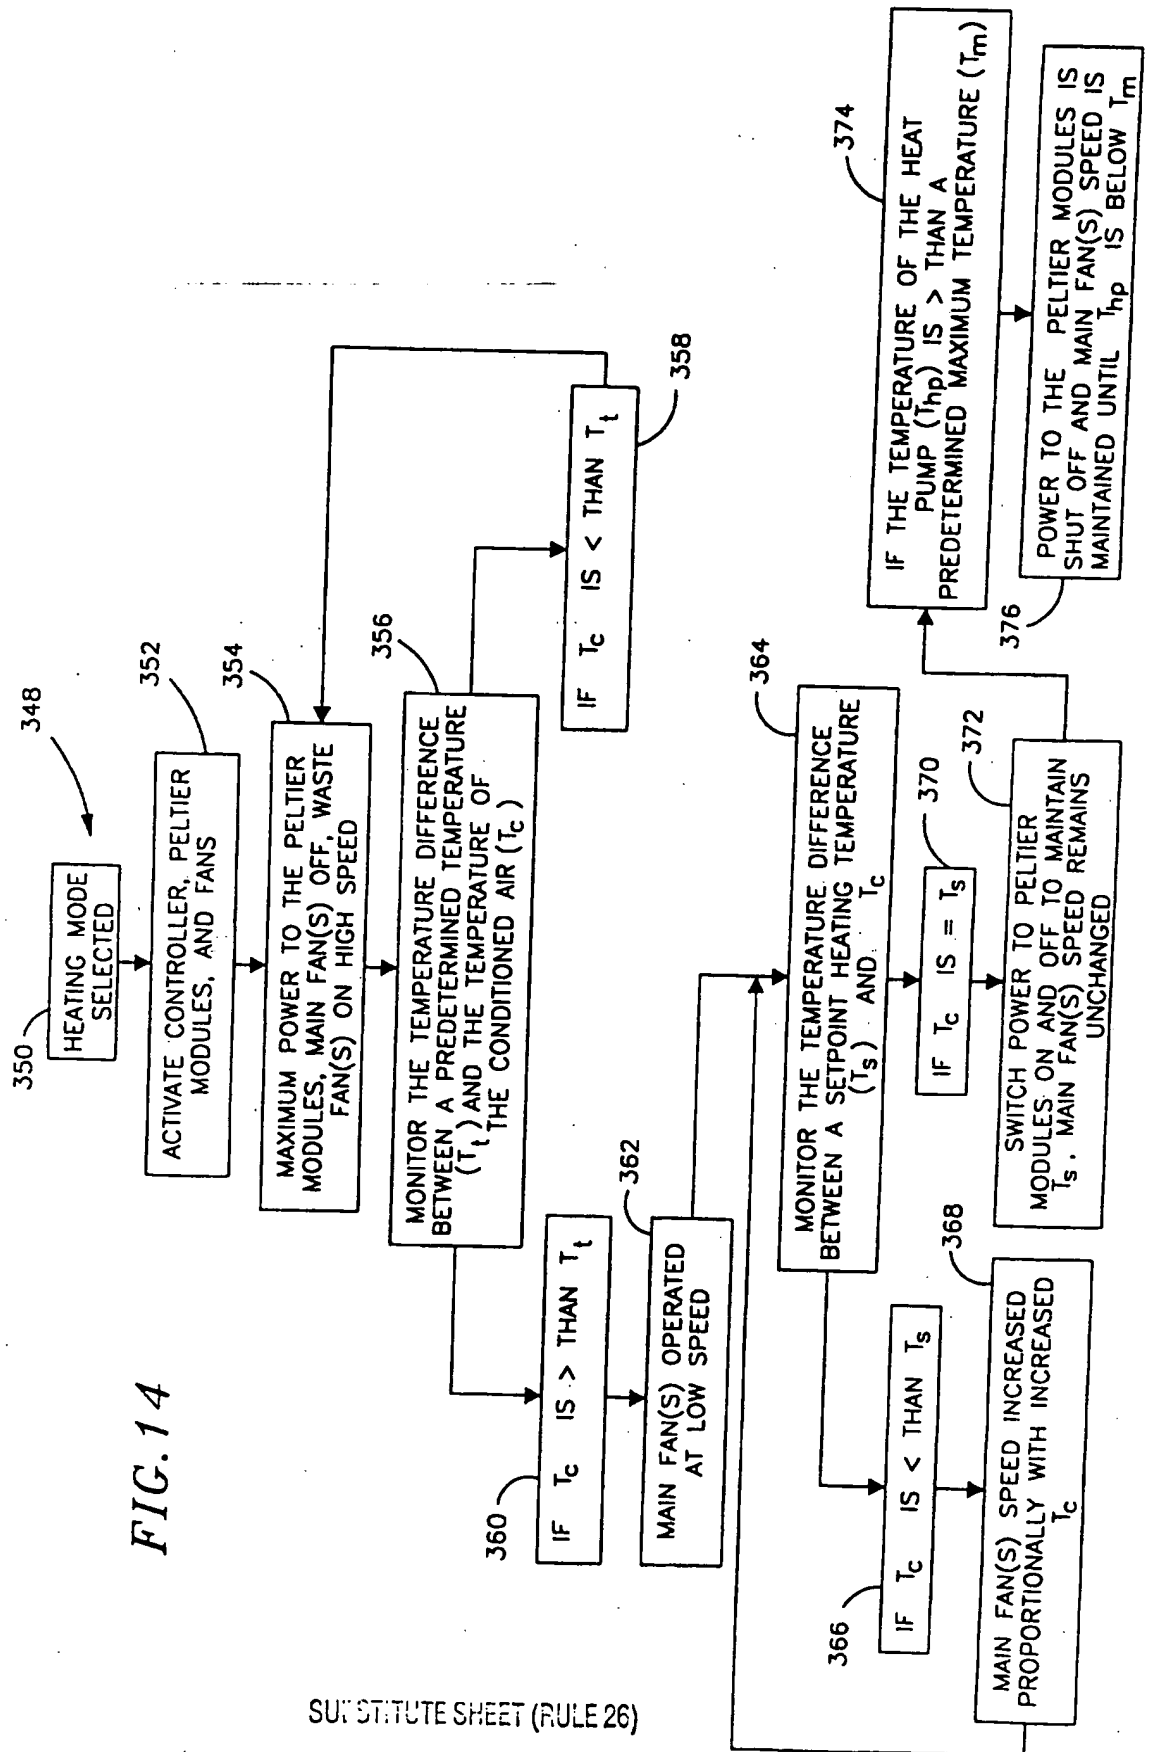 FIG.14
348
350
HEATING MODE
SELECTED
352
ACTIVATE CONTROLLER, PELTIER
MODULES, AND FANS
354
MAXIMUM POWER TO THE PELTIER
MODULES, MAIN FAN(S) OFF, WASTE
FAN(S) ON HIGH SPEED
356
MONITOR THE TEMPERATURE DIFFERENCE
BETWEEN A PREDETERMINED TEMPERATURE
(Tt) AND THE TEMPERATURE OF
THE CONDITIONED AIR (Tc)
358
IF Tc IS < THAN Tt
360
IF Tc IS > THAN Tt
362
MAIN FAN(S) OPERATED
AT LOW SPEED
364
MONITOR THE TEMPERATURE DIFFERENCE
BETWEEN A SETPOINT HEATING TEMPERATURE
(Ts) AND Tc
366
IF Tc IS < THAN Ts
368
MAIN FAN(S) SPEED INCREASED
PROPORTIONALLY WITH INCREASED
Tc
370
IF Tc IS = Ts
372
SWITCH POWER TO PELTIER
MODULES ON AND OFF TO MAINTAIN
Ts. MAIN FAN(S) SPEED REMAINS
UNCHANGED
374
IF THE TEMPERATURE OF THE HEAT
PUMP (Thp) IS > THAN A
PREDETERMINED MAXIMUM TEMPERATURE (Tm)
376
POWER TO THE PELTIER MODULES IS
SHUT OFF AND MAIN FAN(S) SPEED IS
MAINTAINED UNTIL Thp IS BELOW Tm
SUBSTITUTE SHEET (RULE 26)